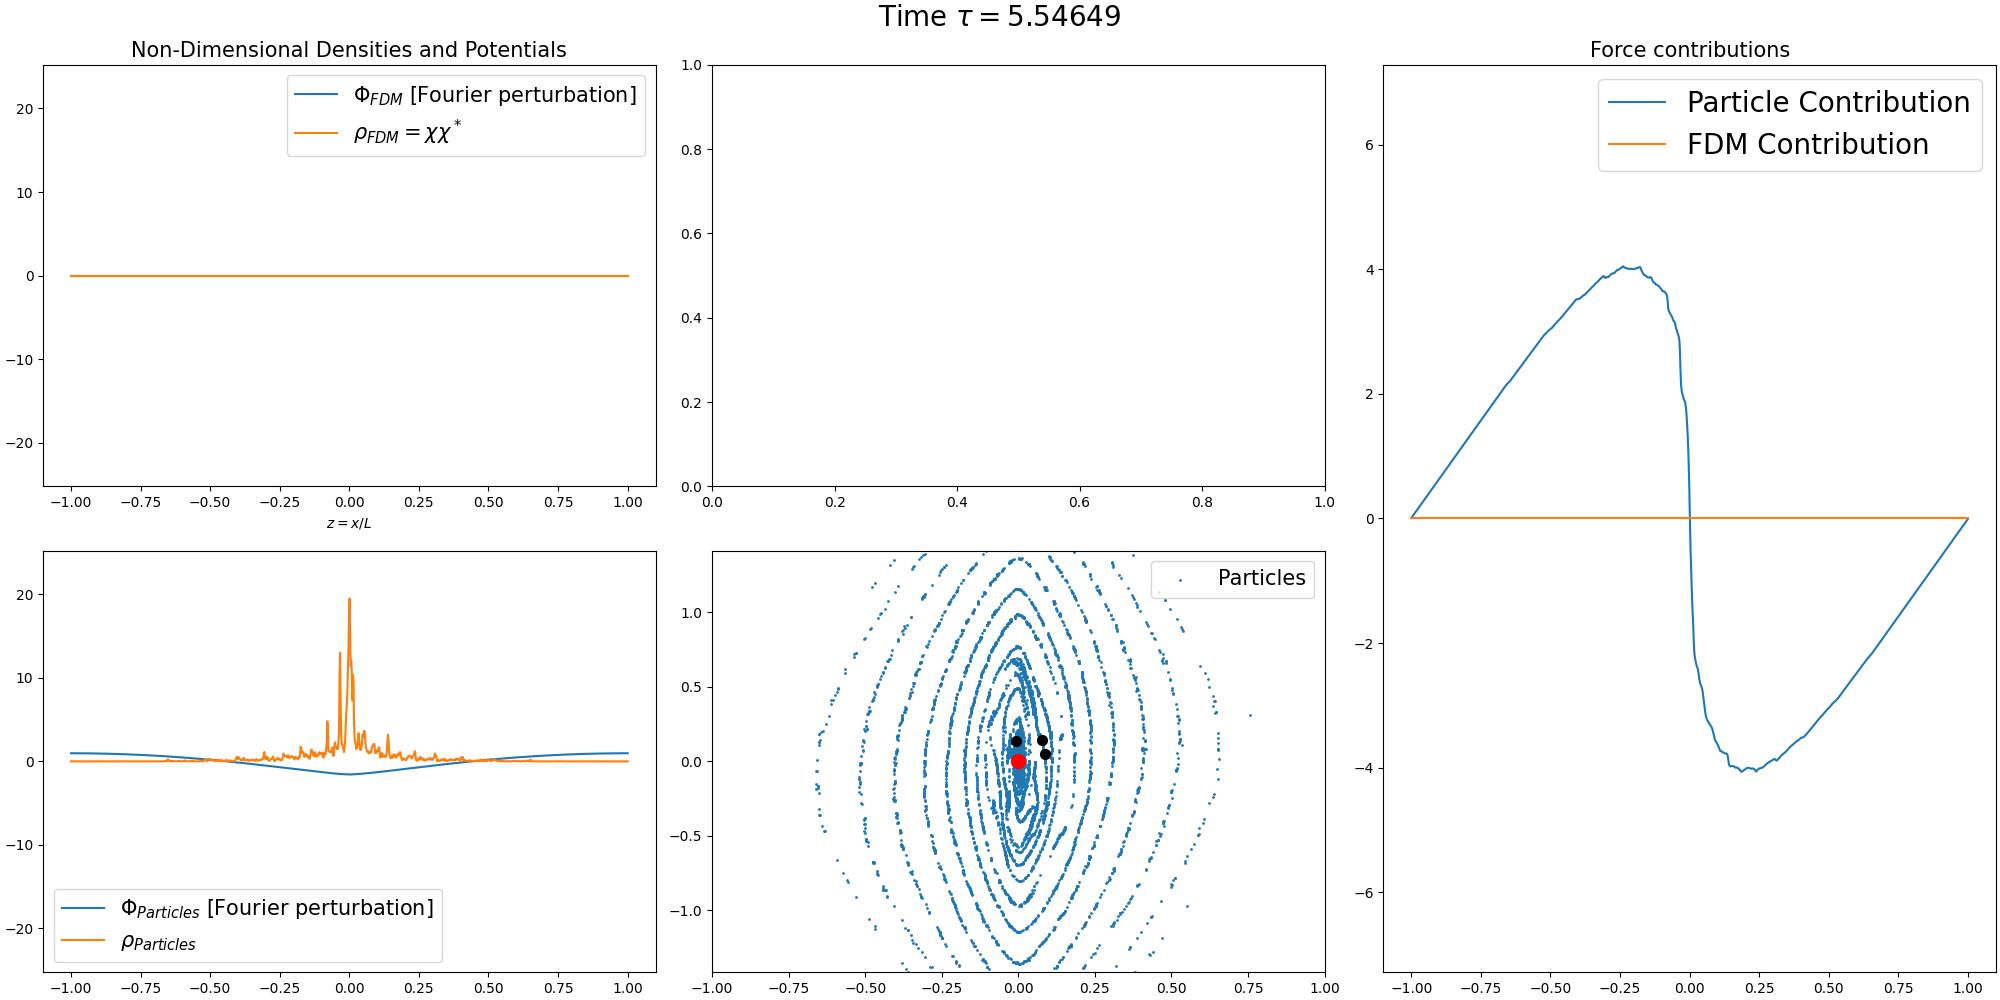 Time τ = 5.54649
Non-Dimensional Densities and Potentials
Φ_FDM [Fourier perturbation]
ρ_FDM = χχ*
20
10
0
−10
−20
−1.00 −0.75 −0.50 −0.25 0.00 0.25 0.50 0.75 1.00
z = x/L
1.0
0.8
0.6
0.4
0.2
0.0
0.0 0.2 0.4 0.6 0.8 1.0
Force contributions
Particle Contribution
FDM Contribution
6
4
2
0
−2
−4
−6
−1.00 −0.75 −0.50 −0.25 0.00 0.25 0.50 0.75 1.00
20
10
0
−10
−20
Φ_Particles [Fourier perturbation]
ρ_Particles
−1.00 −0.75 −0.50 −0.25 0.00 0.25 0.50 0.75 1.00
Particles
1.0
0.5
0.0
−0.5
−1.0
−1.00 −0.75 −0.50 −0.25 0.00 0.25 0.50 0.75 1.00